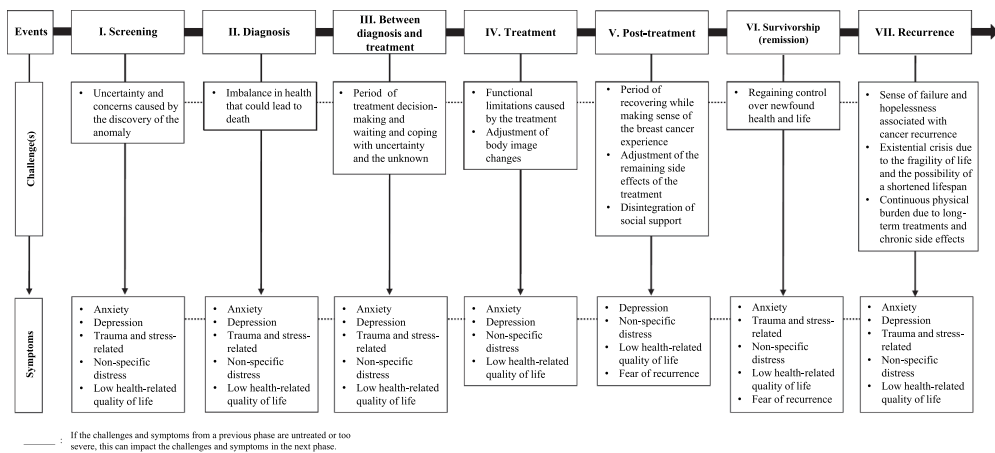 Events
I. Screening
II. Diagnosis
III. Between
diagnosis and
treatment
IV. Treatment
V. Post-treatment
VI. Survivorship
(remission)
VII. Recurrence
Challenge(s)
• Uncertainty and
concerns caused by
the discovery of the
anomaly
• Imbalance in health
that could lead to
death
• Period of
treatment decision-
making and
waiting and coping
with uncertainty
and the unknown
• Functional
limitations caused
by the treatment
• Adjustment of
body image
changes
• Period of
recovering while
making sense of
the breast cancer
experience
• Adjustment of the
remaining side
effects of the
treatment
• Disintegration of
social support
• Regaining control
over newfound
health and life
• Sense of failure and
hopelessness
associated with
cancer recurrence
• Existential crisis due
to the fragility of life
and the possibility of
a shortened lifespan
• Continuous physical
burden due to long-
term treatments and
chronic side effects
Symptoms
• Anxiety
• Depression
• Trauma and stress-
related
• Non-specific
distress
• Low health-related
quality of life
• Anxiety
• Depression
• Trauma and stress-
related
• Non-specific
distress
• Low health-related
quality of life
• Anxiety
• Depression
• Trauma and stress-
related
• Non-specific
distress
• Low health-related
quality of life
• Anxiety
• Depression
• Non-specific
distress
• Low health-related
quality of life
• Depression
• Non-specific
distress
• Low health-related
quality of life
• Fear of recurrence
• Anxiety
• Trauma and stress-
related
• Non-specific
distress
• Low health-related
quality of life
• Fear of recurrence
• Anxiety
• Depression
• Trauma and stress-
related
• Non-specific
distress
• Low health-related
quality of life
: If the challenges and symptoms from a previous phase are untreated or too
severe, this can impact the challenges and symptoms in the next phase.